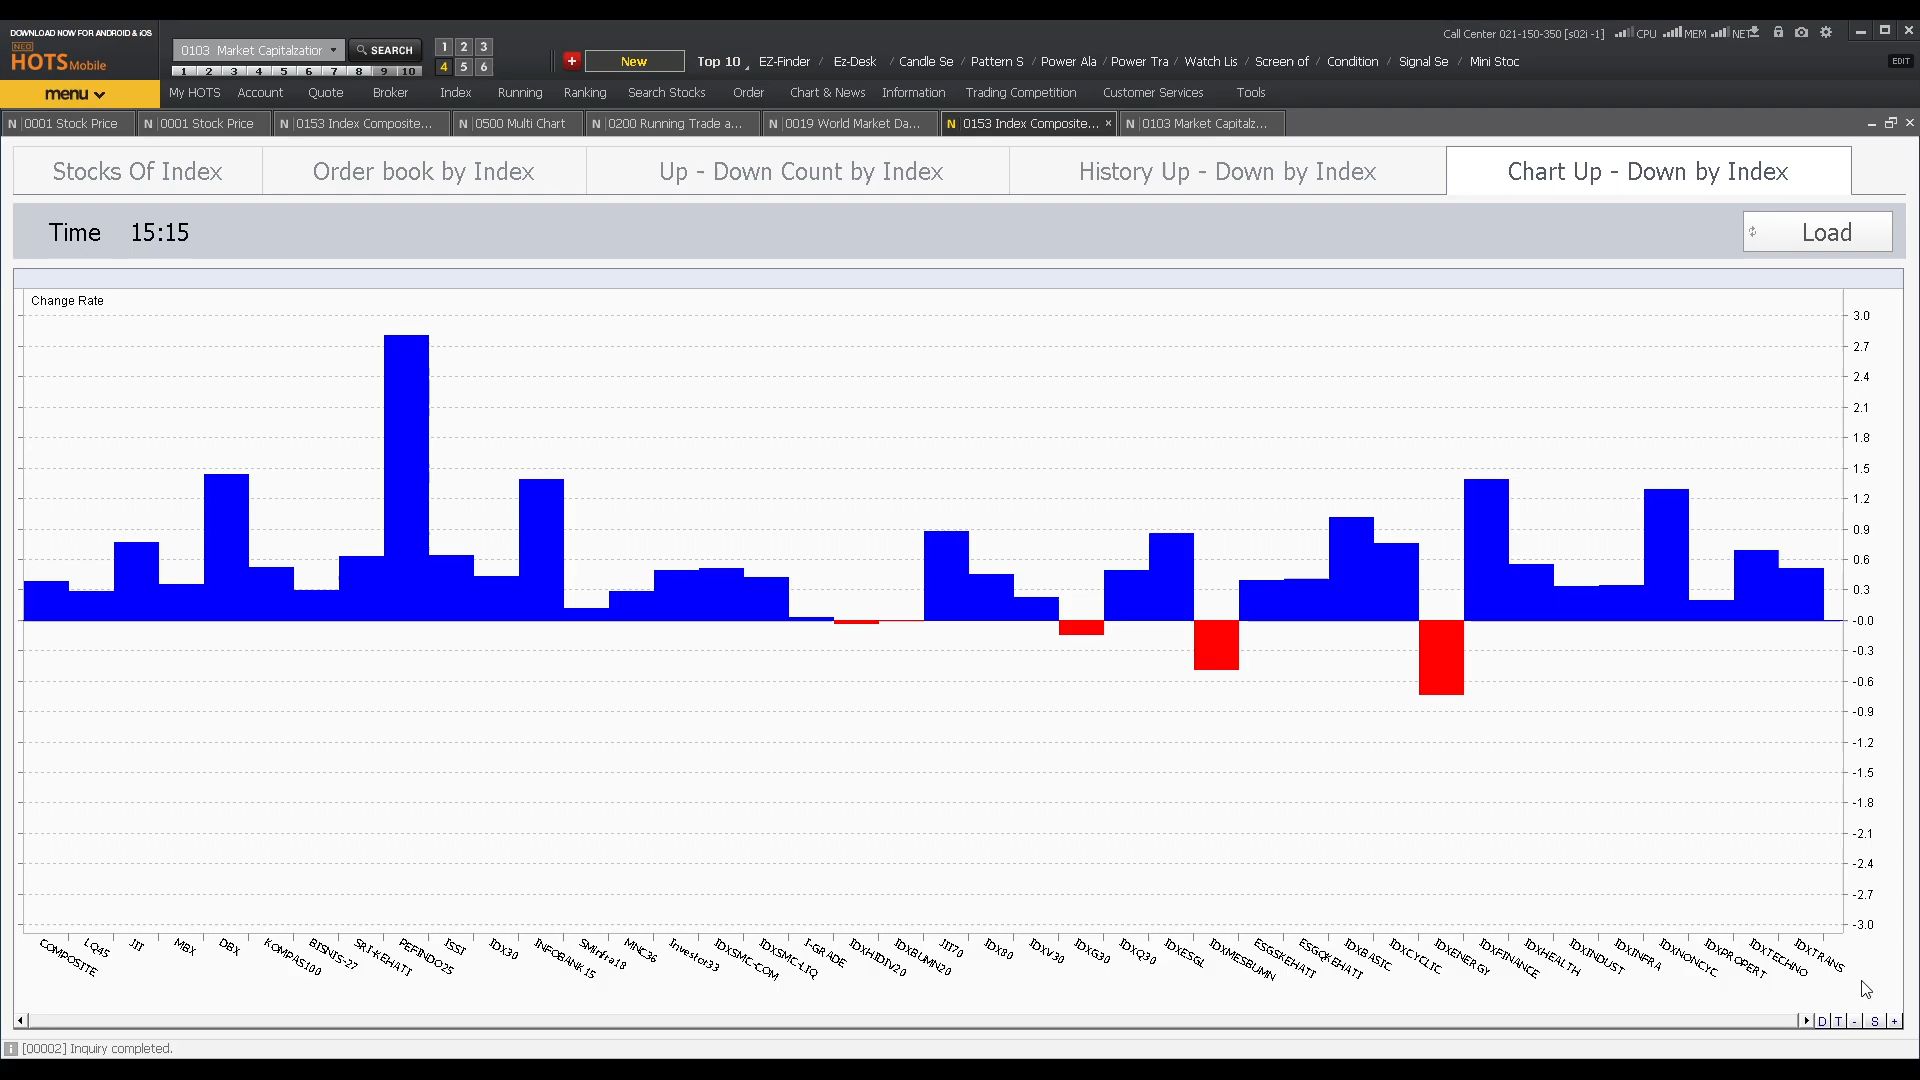 DOWNLOAD NOW FOR ANDROID & iOS
NEO
HOTS Mobile
0103 Market Capitalzatior
SEARCH
1 2 3
4 5 6
1 2 3 4 5 6 7 8 9 10
New
Top 10
EZ-Finder / Ez-Desk / Candle Se / Pattern S / Power Ala / Power Tra / Watch Lis / Screen of / Condition / Signal Se / Mini Stoc
Call Center 021-150-350 [s02i -1] CPU MEM NET
EDIT
menu
My HOTS Account Quote Broker Index Running Ranking Search Stocks Order Chart & News Information Trading Competition Customer Services Tools
N 0001 Stock Price
N 0001 Stock Price
N 0153 Index Composite...
N 0500 Multi Chart
N 0200 Running Trade a...
N 0019 World Market Da...
N 0153 Index Composite... ×
N 0103 Market Capitalz...
Stocks Of Index
Order book by Index
Up - Down Count by Index
History Up - Down by Index
Chart Up - Down by Index
Time 15:15
Load
Change Rate
3.0
2.7
2.4
2.1
1.8
1.5
1.2
0.9
0.6
0.3
-0.0
-0.3
-0.6
-0.9
-1.2
-1.5
-1.8
-2.1
-2.4
-2.7
-3.0
COMPOSITE
LQ45
JII
MBX
DBX
KOMPAS100
BISNIS-27
SRI-KEHATI
PEFINDO25
ISSI
IDX30
INFOBANK15
SMinfra18
MNC36
Investor33
IDXSMC-COM
IDXSMC-LIQ
I-GRADE
IDXHIDIV20
IDXBUMN20
JII70
IDX80
IDXV30
IDXG30
IDXQ30
IDXESGL
IDXMESBUMN
ESGSKEHATI
ESGQKEHATI
IDXBASIC
IDXCYCLIC
IDXENERGY
IDXFINANCE
IDXHEALTH
IDXINDUST
IDXINFRA
IDXNONCYC
IDXPROPERT
IDXTECHNO
IDXTRANS
D T - S +
[00002] Inquiry completed.